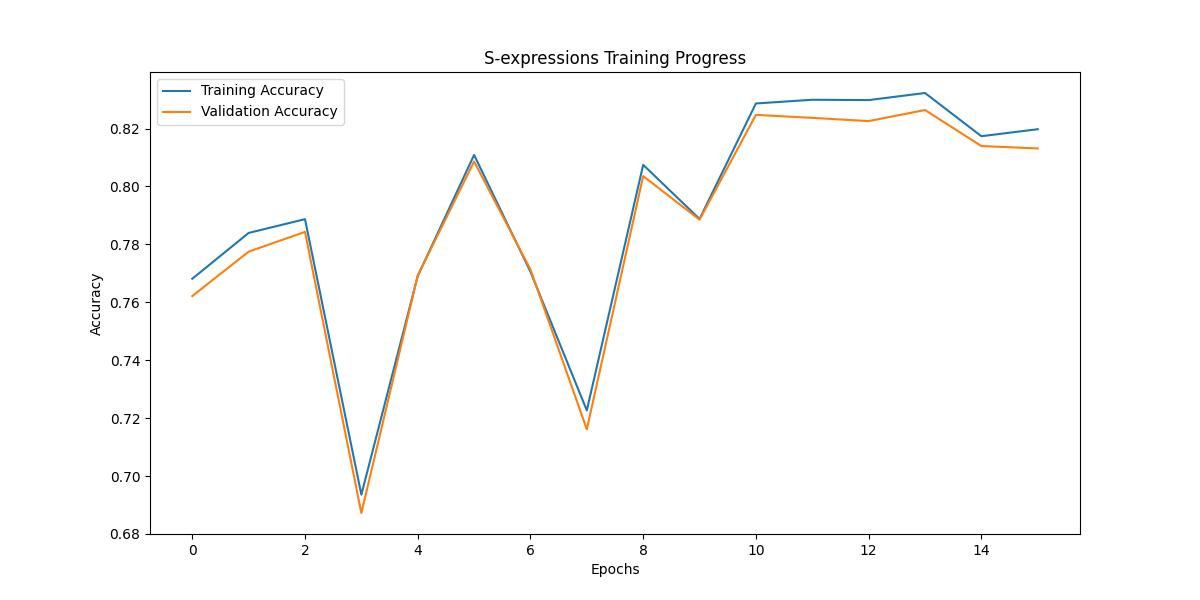 S-expressions Training Progress
Training Accuracy
Validation Accuracy
Accuracy
0.82
0.80
0.78
0.76
0.74
0.72
0.70
0.68
0 2 4 6 8 10 12 14
Epochs